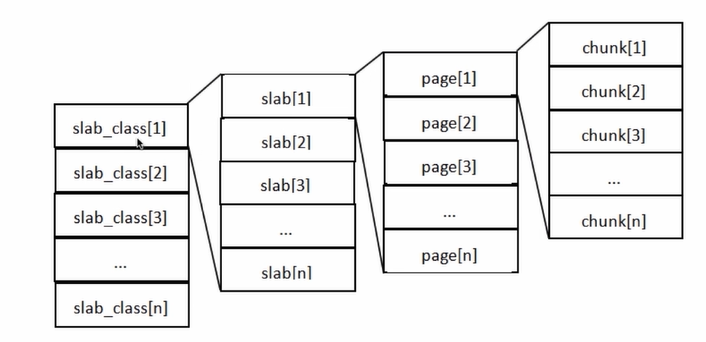 slab_class[1]
slab_class[2]
slab_class[3]
...
slab_class[n]
slab[1]
slab[2]
slab[3]
...
slab[n]
page[1]
page[2]
page[3]
...
page[n]
chunk[1]
chunk[2]
chunk[3]
...
chunk[n]